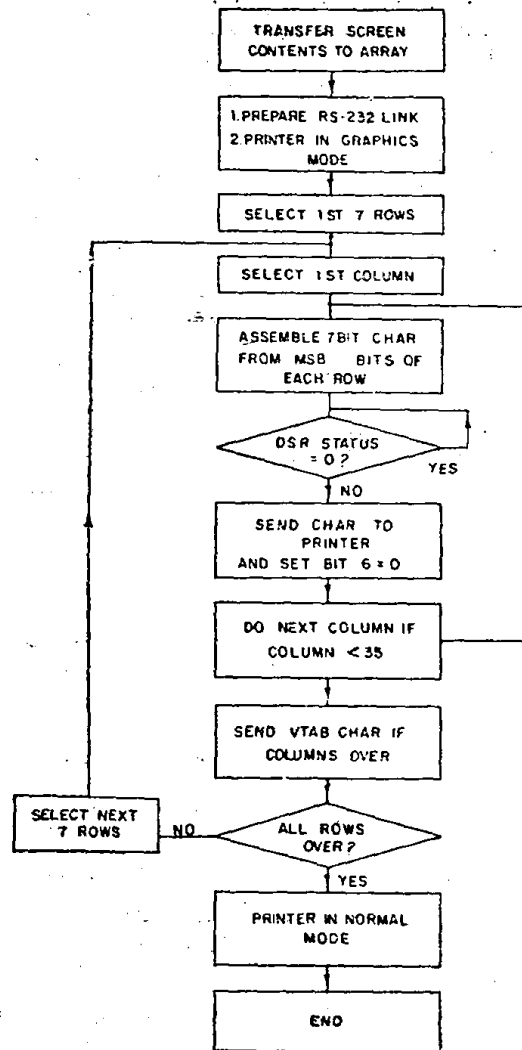 TRANSFER SCREEN
CONTENTS TO ARRAY
1.PREPARE RS-232 LINK
2.PRINTER IN GRAPHICS
MODE
SELECT 1ST 7 ROWS
SELECT 1ST COLUMN
ASSEMBLE 7BIT CHAR
FROM MSB BITS OF
EACH ROW
DSR STATUS
= 0?
YES
NO
SEND CHAR TO
PRINTER
AND SET BIT 6=0
DO NEXT COLUMN IF
COLUMN <35
SEND VTAB CHAR IF
COLUMNS OVER
SELECT NEXT
7 ROWS
NO
ALL ROWS
OVER?
YES
PRINTER IN NORMAL
MODE
END